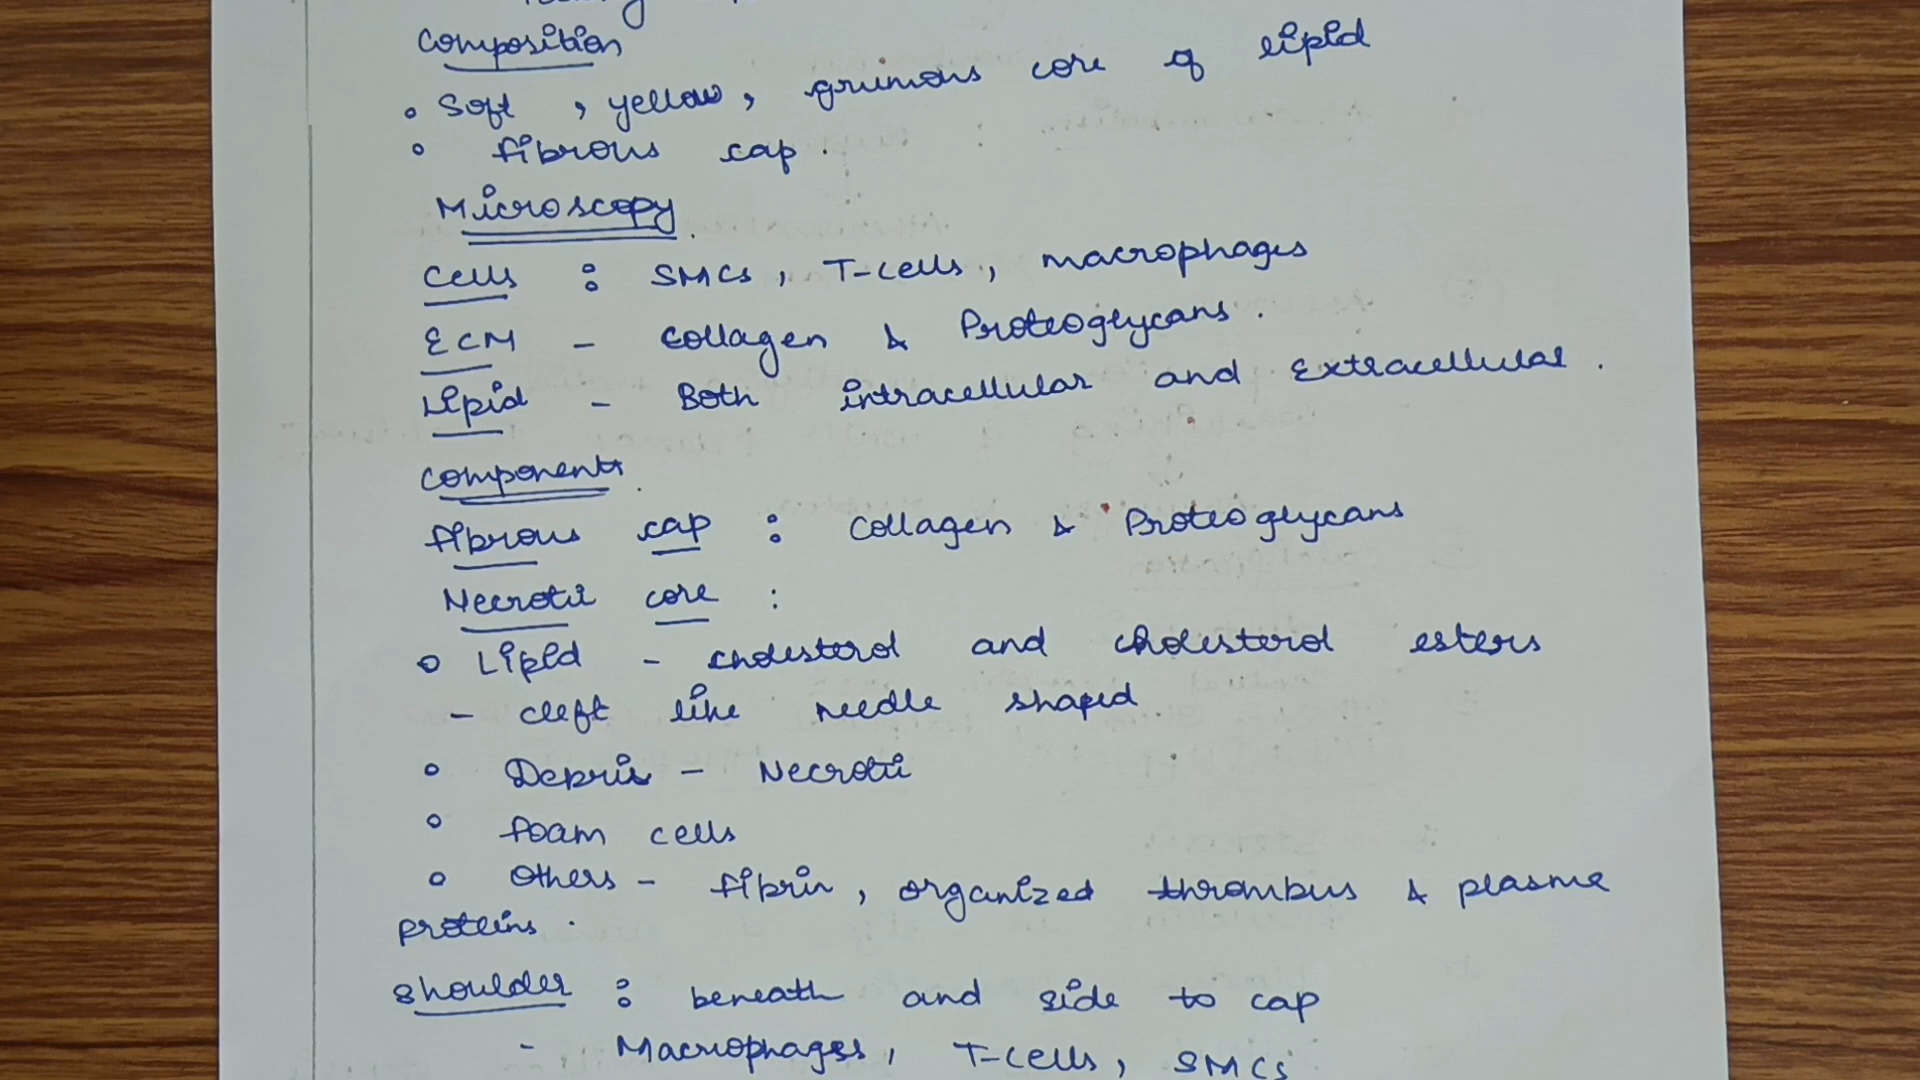 Composition
• Soft , yellow, grumous core of lipid
• fibrous cap.
Microscopy
Cells : SMCs, T-cells, macrophages
ECM - Collagen & Proteoglycans.
Lipid - Both intracellular and Extracellular.
Components
fibrous cap : Collagen & Proteoglycans
Necrotic core :
• Lipid - cholesterol and cholesterol esters
- cleft like needle shaped
• Debris - Necrotic
• foam cells
• Others - fibrin, organized thrombus & plasma
proteins.
Shoulder : beneath and side to cap
- Macrophages, T-cells, SMCs